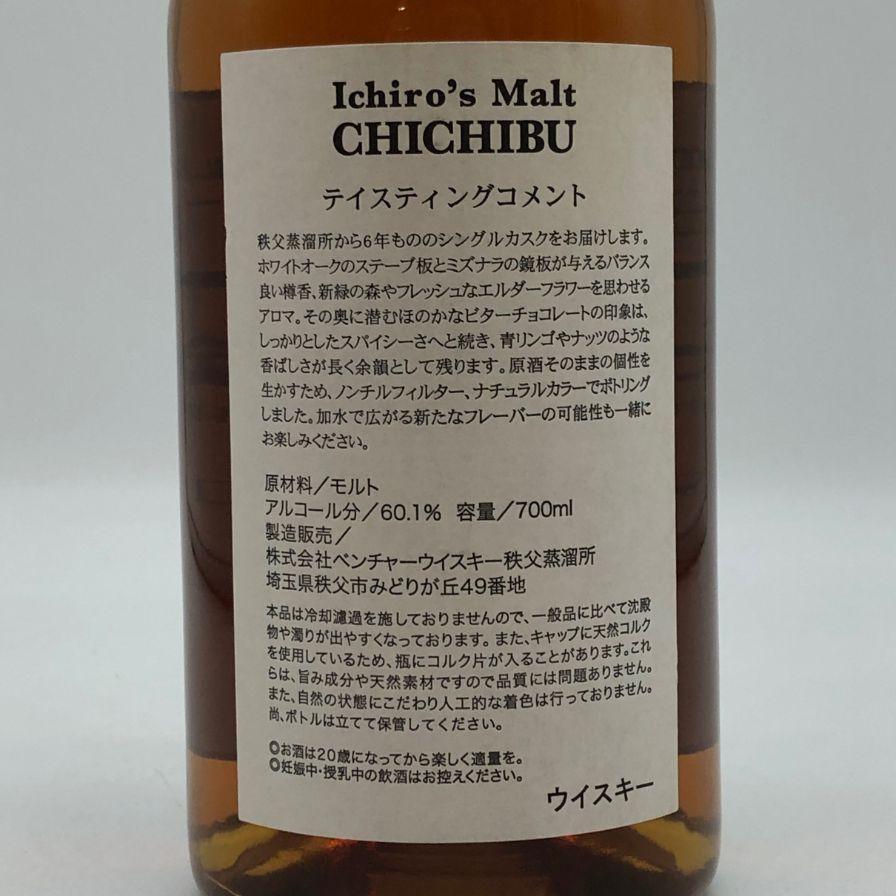 Ichiro's Malt
CHICHIBU
テイスティングコメント
秩父蒸溜所から6年もののシングルカスクをお届けします。
ホワイトオークのステーブ板とミズナラの鏡板が与えるバランス
良い樽香、新緑の森やフレッシュなエルダーフラワーを思わせる
アロマ。その奥に潜むほのかなビターチョコレートの印象は、
しっかりとしたスパイシーさへと続き、青リンゴやナッツのような
香ばしさが長く余韻として残ります。原酒そのままの個性を
生かすため、ノンチルフィルター、ナチュラルカラーでボトリング
しました。加水で広がる新たなフレーバーの可能性も一緒に
お楽しみください。
原材料／モルト
アルコール分／60.1% 容量／700ml
製造販売／
株式会社ベンチャーウイスキー秩父蒸溜所
埼玉県秩父市みどりが丘49番地
本品は冷却濾過を施しておりませんので、一般品に比べて沈殿
物や濁りが出やすくなっております。また、キャップに天然コルク
を使用しているため、瓶にコルク片が入ることがあります。これ
らは、旨み成分や天然素材ですので品質には問題ありません。
また、自然の状態にこだわり人工的な着色は行っておりません。
尚、ボトルは立てて保管してください。
◎お酒は20歳になってから楽しく適量を。
◎妊娠中・授乳中の飲酒はお控えください。
ウイスキー